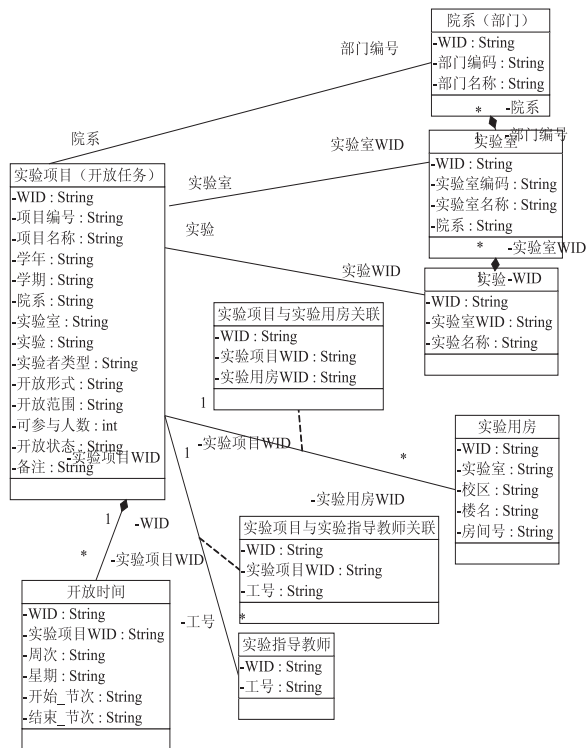 院系（部门）
-WID : String
-部门编码 : String
-部门名称 : String
部门编号
院系
*
-院系
1
-部门编号
实验室
-WID : String
-实验室编码 : String
-实验室名称 : String
-院系 : String
实验室WID
实验室
*
-实验室WID
1
实验
-WID
-WID : String
-实验室WID : String
-实验名称 : String
实验WID
实验
实验项目（开放任务）
-WID : String
-项目编号 : String
-项目名称 : String
-学年 : String
-学期 : String
-院系 : String
-实验室 : String
-实验 : String
-实验者类型 : String
-开放形式 : String
-开放范围 : String
-可参与人数 : int
-开放状态 : String
-备注 : String
-实验项目WID
实验项目与实验用房关联
-WID : String
-实验项目WID : String
-实验用房WID : String
1
1
-实验项目WID
*
-实验用房WID
实验用房
-WID : String
-实验室 : String
-校区 : String
-楼名 : String
-房间号 : String
实验项目与实验指导教师关联
-WID : String
-实验项目WID : String
-工号 : String
*
-工号
实验指导教师
-WID : String
-工号 : String
1
-WID
*
-实验项目WID
开放时间
-WID : String
-实验项目WID : String
-周次 : String
-星期 : String
-开始_节次 : String
-结束_节次 : String